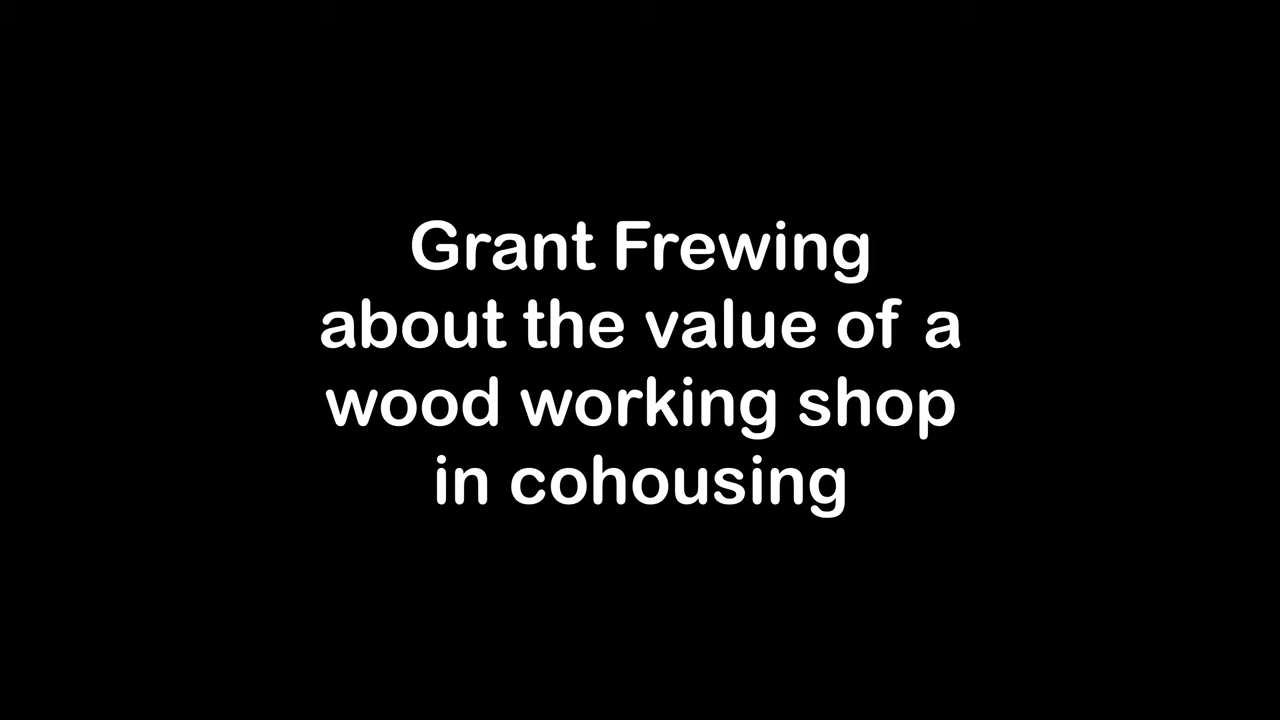 Grant Frewing
about the value of a
wood working shop
in cohousing